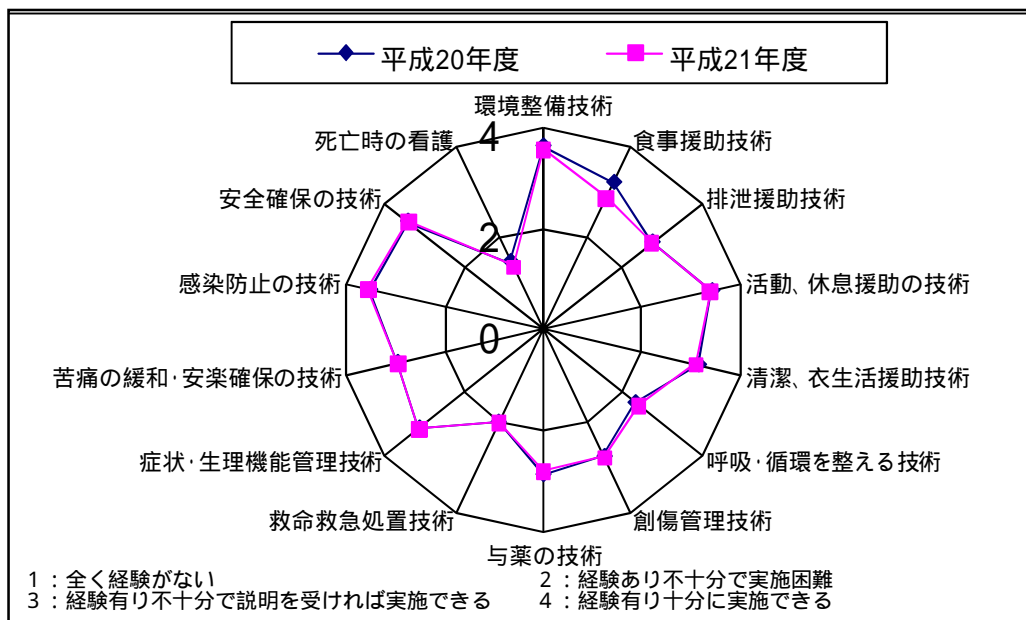 平成20年度
平成21年度
環境整備技術
食事援助技術
排泄援助技術
活動、休息援助の技術
清潔、衣生活援助技術
呼吸・循環を整える技術
創傷管理技術
与薬の技術
救命救急処置技術
症状・生理機能管理技術
苦痛の緩和・安楽確保の技術
感染防止の技術
安全確保の技術
死亡時の看護
4
2
0
1：全く経験がない
2：経験あり不十分で実施困難
3：経験有り不十分で説明を受ければ実施できる
4：経験有り十分に実施できる